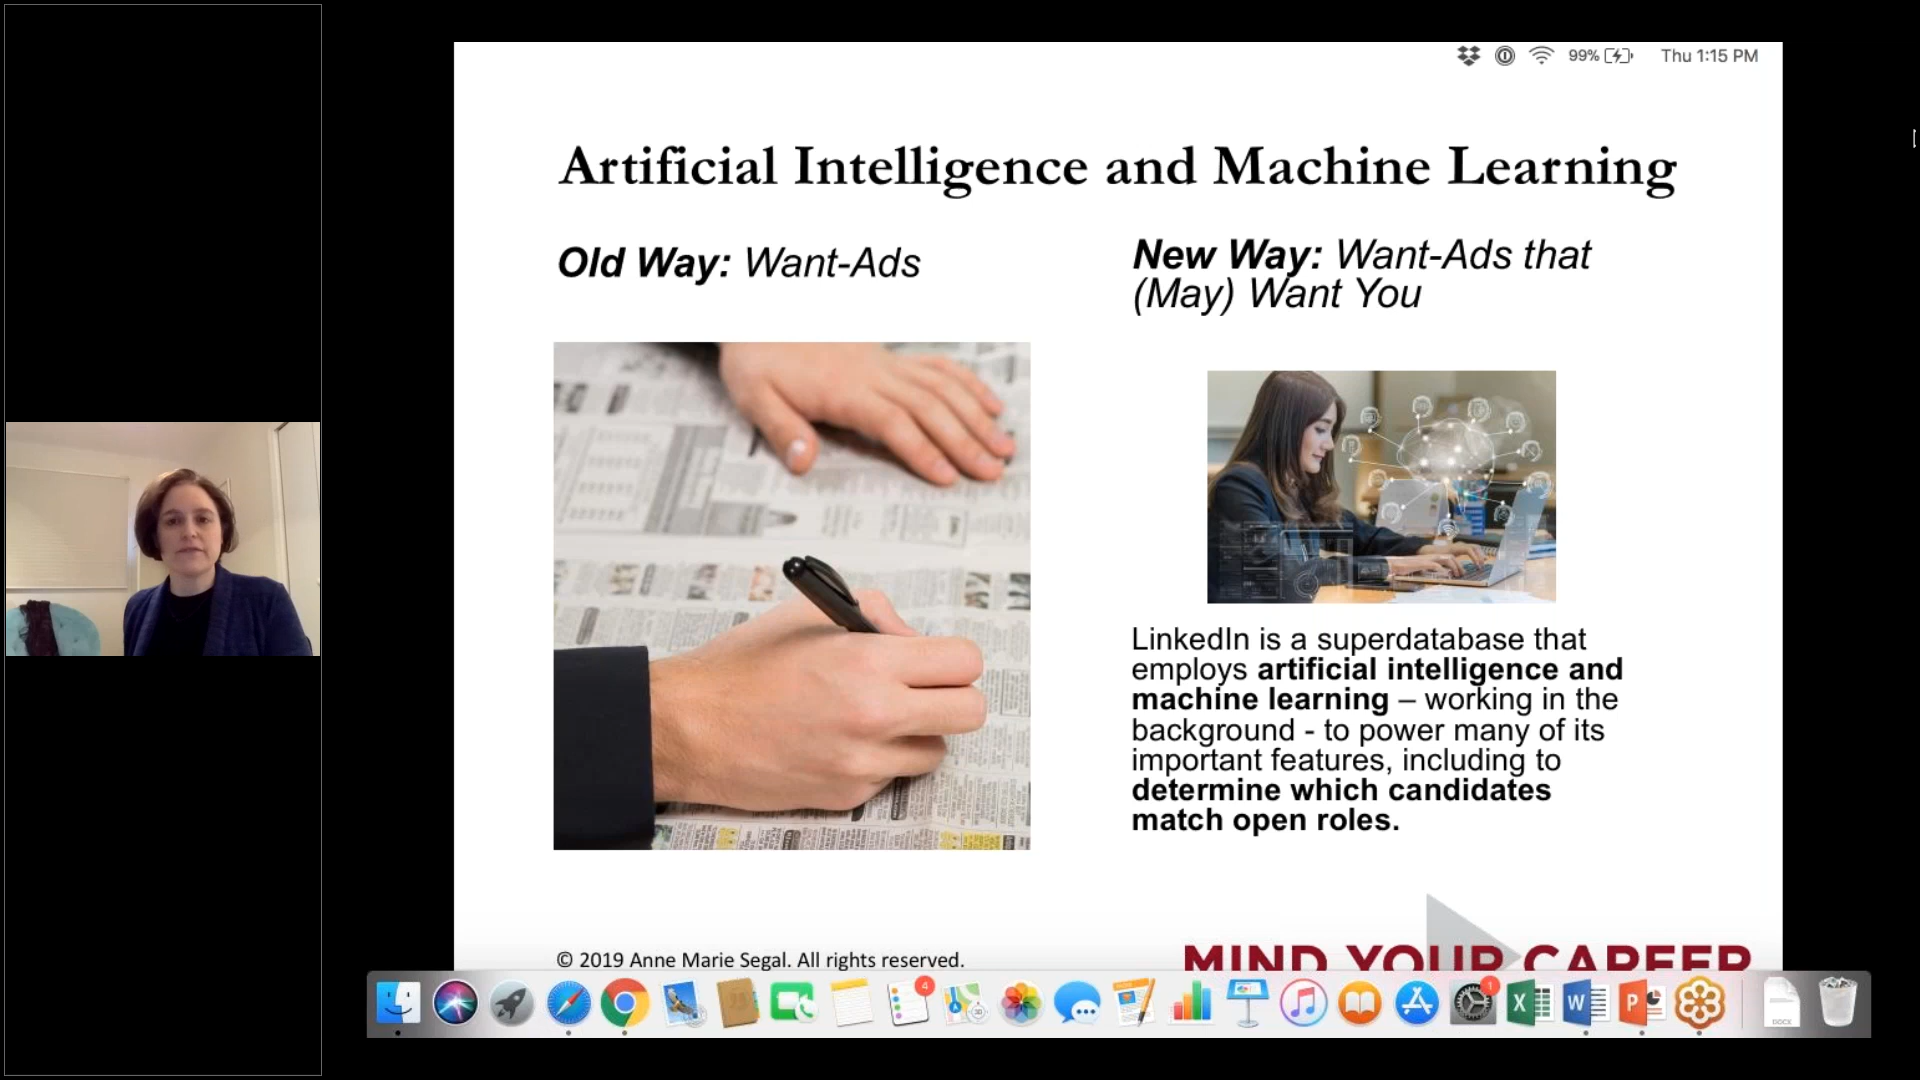 99% Thu 1:15 PM
Artificial Intelligence and Machine Learning
Old Way: Want-Ads
New Way: Want-Ads that
(May) Want You
LinkedIn is a superdatabase that
employs artificial intelligence and
machine learning – working in the
background - to power many of its
important features, including to
determine which candidates
match open roles.
© 2019 Anne Marie Segal. All rights reserved.
MIND YOUR CAREER
4
1
X
W
P
DOCX